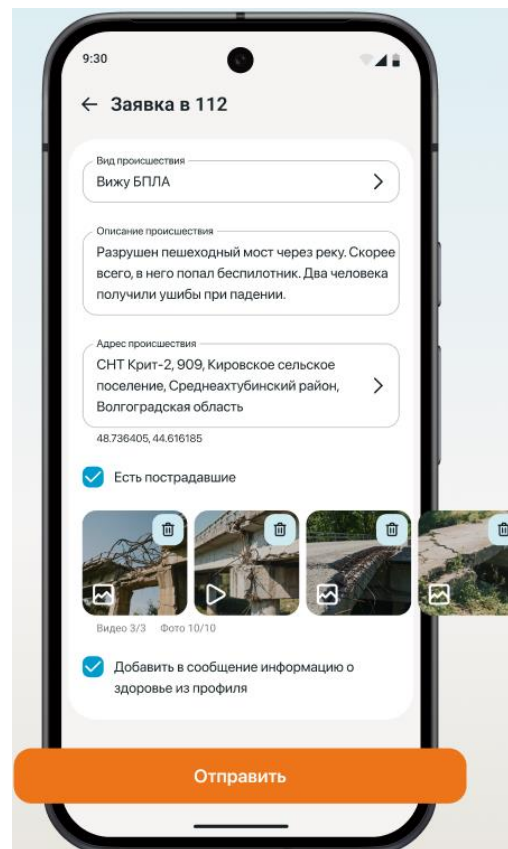 9:30
← Заявка в 112
Вид происшествия
Вижу БПЛА
Описание происшествия
Разрушен пешеходный мост через реку. Скорее
всего, в него попал беспилотник. Два человека
получили ушибы при падении.
Адрес происшествия
СНТ Крит-2, 909, Кировское сельское
поселение, Среднеахтубинский район,
Волгоградская область
48.736405, 44.616185
Есть пострадавшие
Видео 3/3 Фото 10/10
Добавить в сообщение информацию о
здоровье из профиля
Отправить